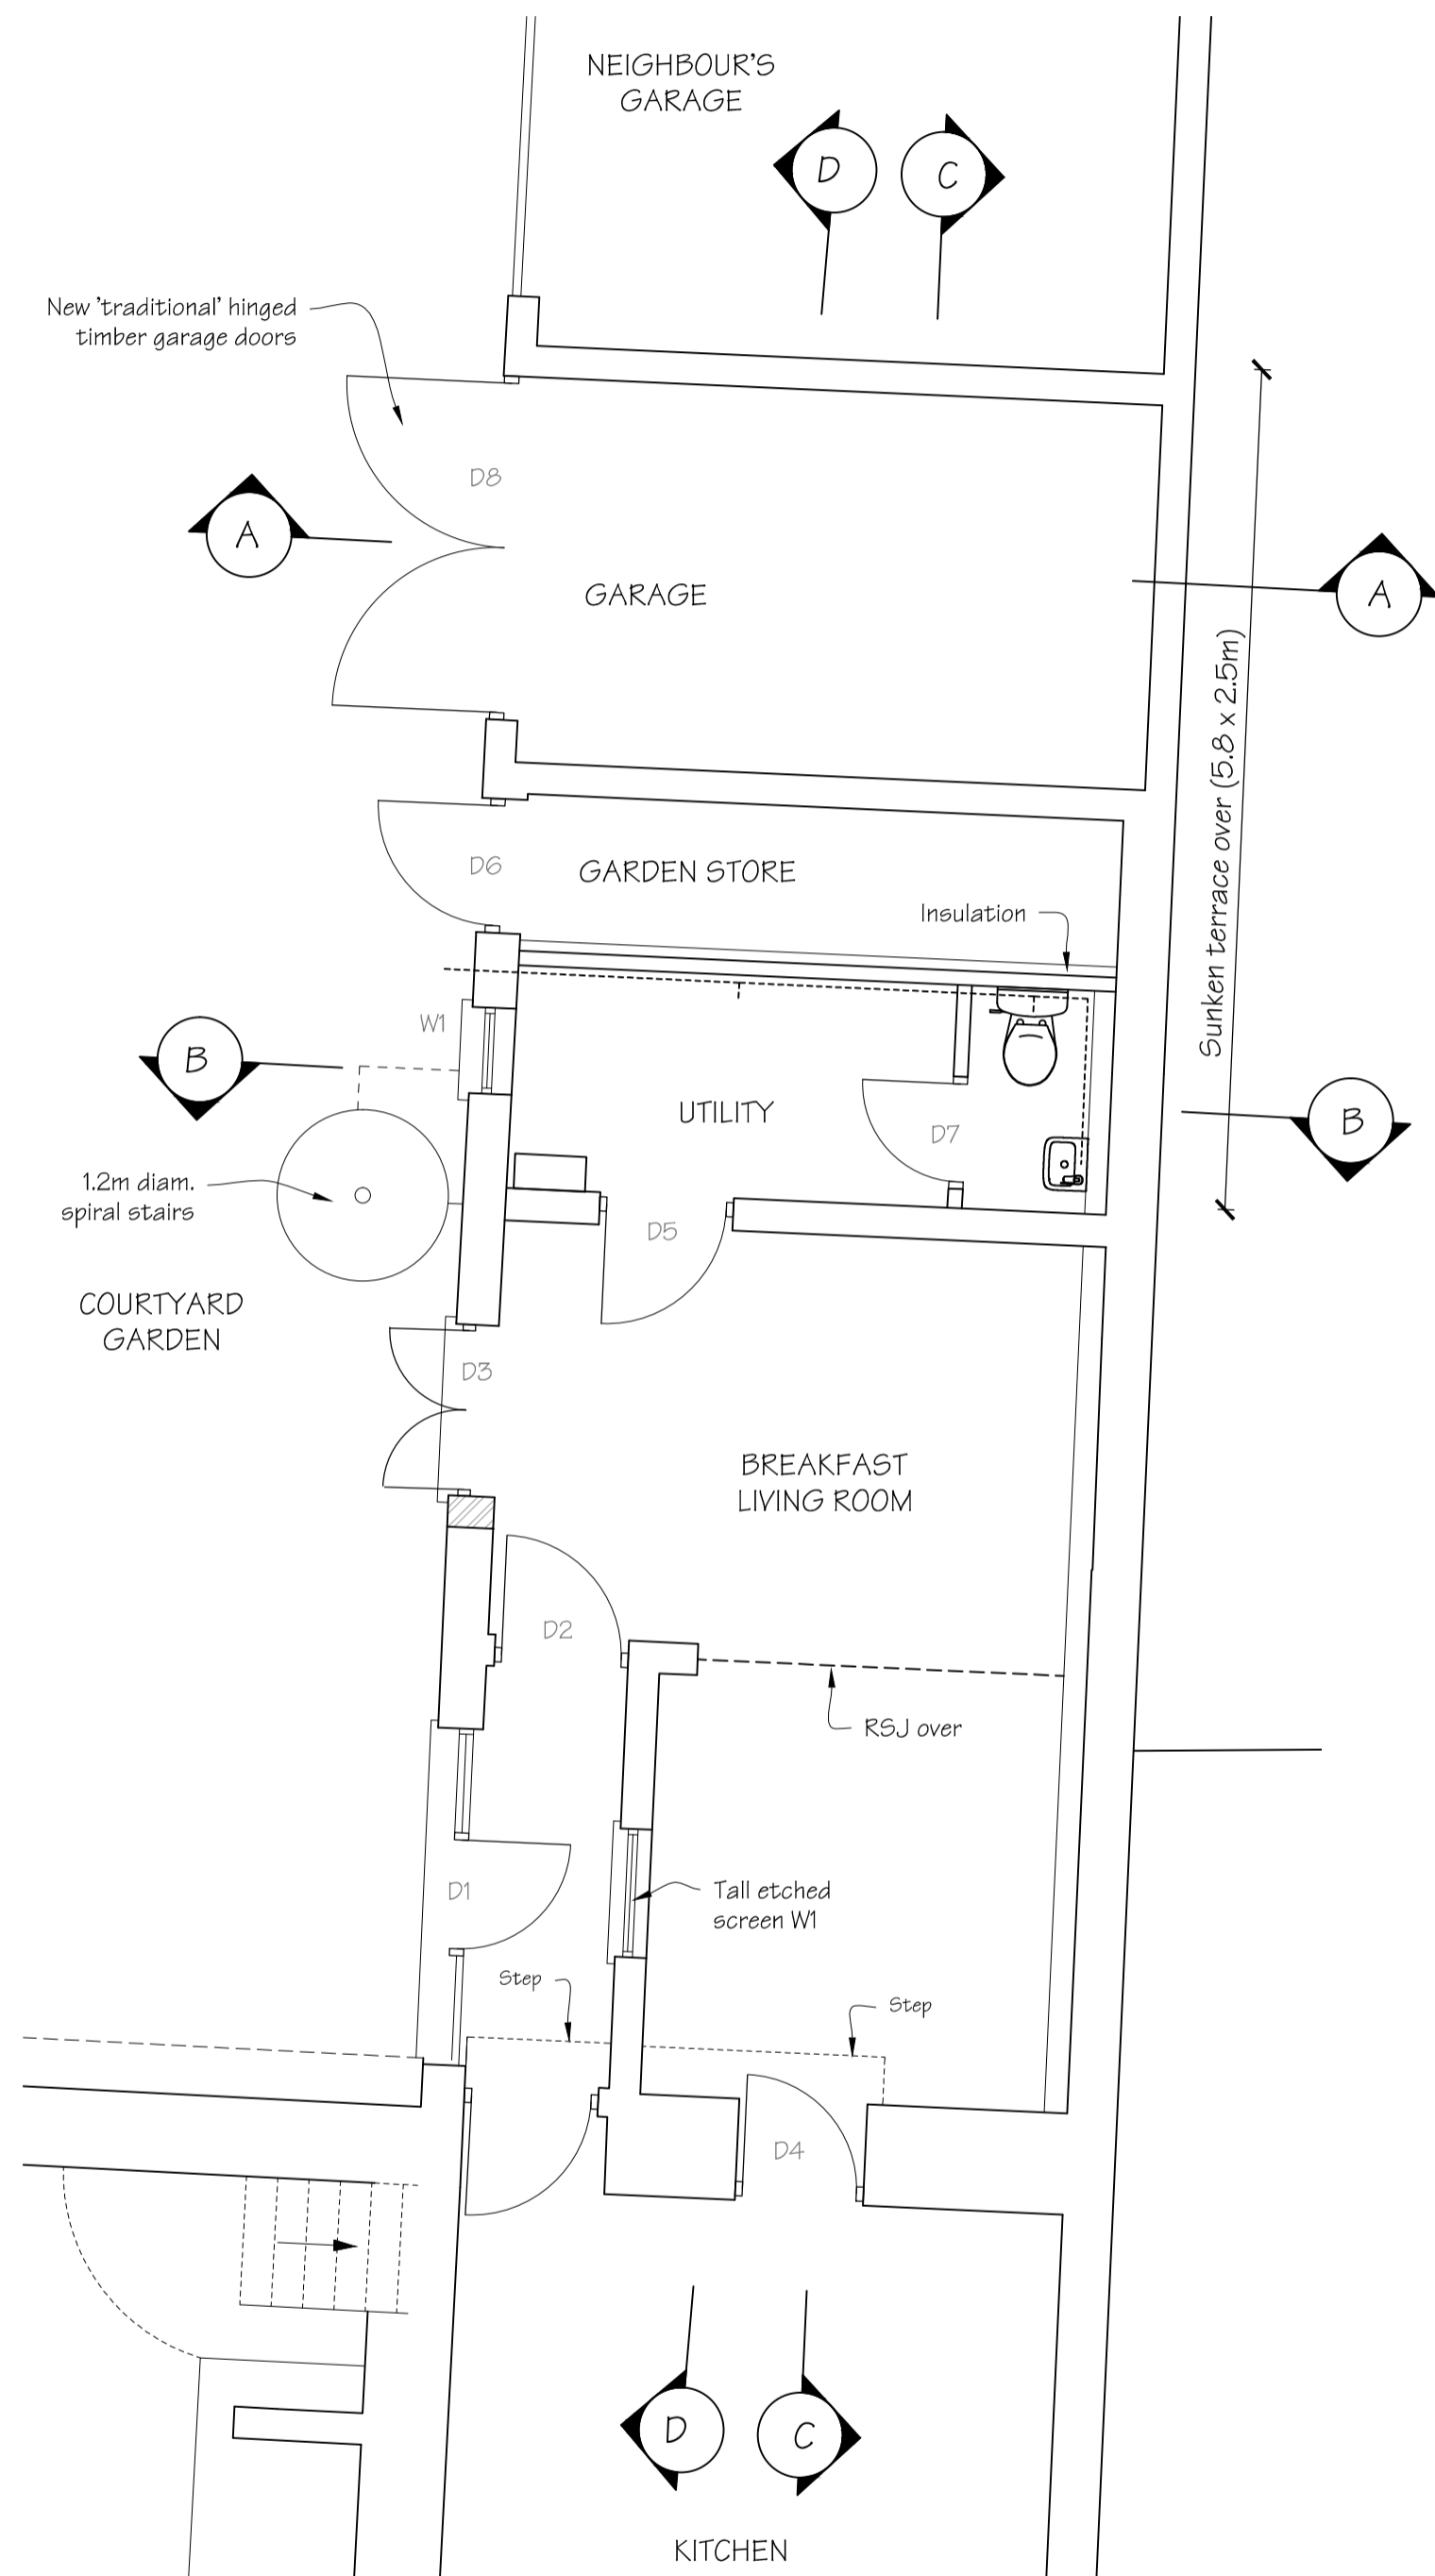 NEIGHBOUR'S
GARAGE
D
C
New 'traditional' hinged
timber garage doors
D8
A
GARAGE
A
Sunken terrace over (5.8 x 2.5m)
D6
GARDEN STORE
Insulation
W1
B
UTILITY
D7
B
1.2m diam.
spiral stairs
D5
COURTYARD
GARDEN
D3
BREAKFAST
LIVING ROOM
D2
RSJ over
D1
Tall etched
screen W1
Step
Step
D4
D
C
KITCHEN